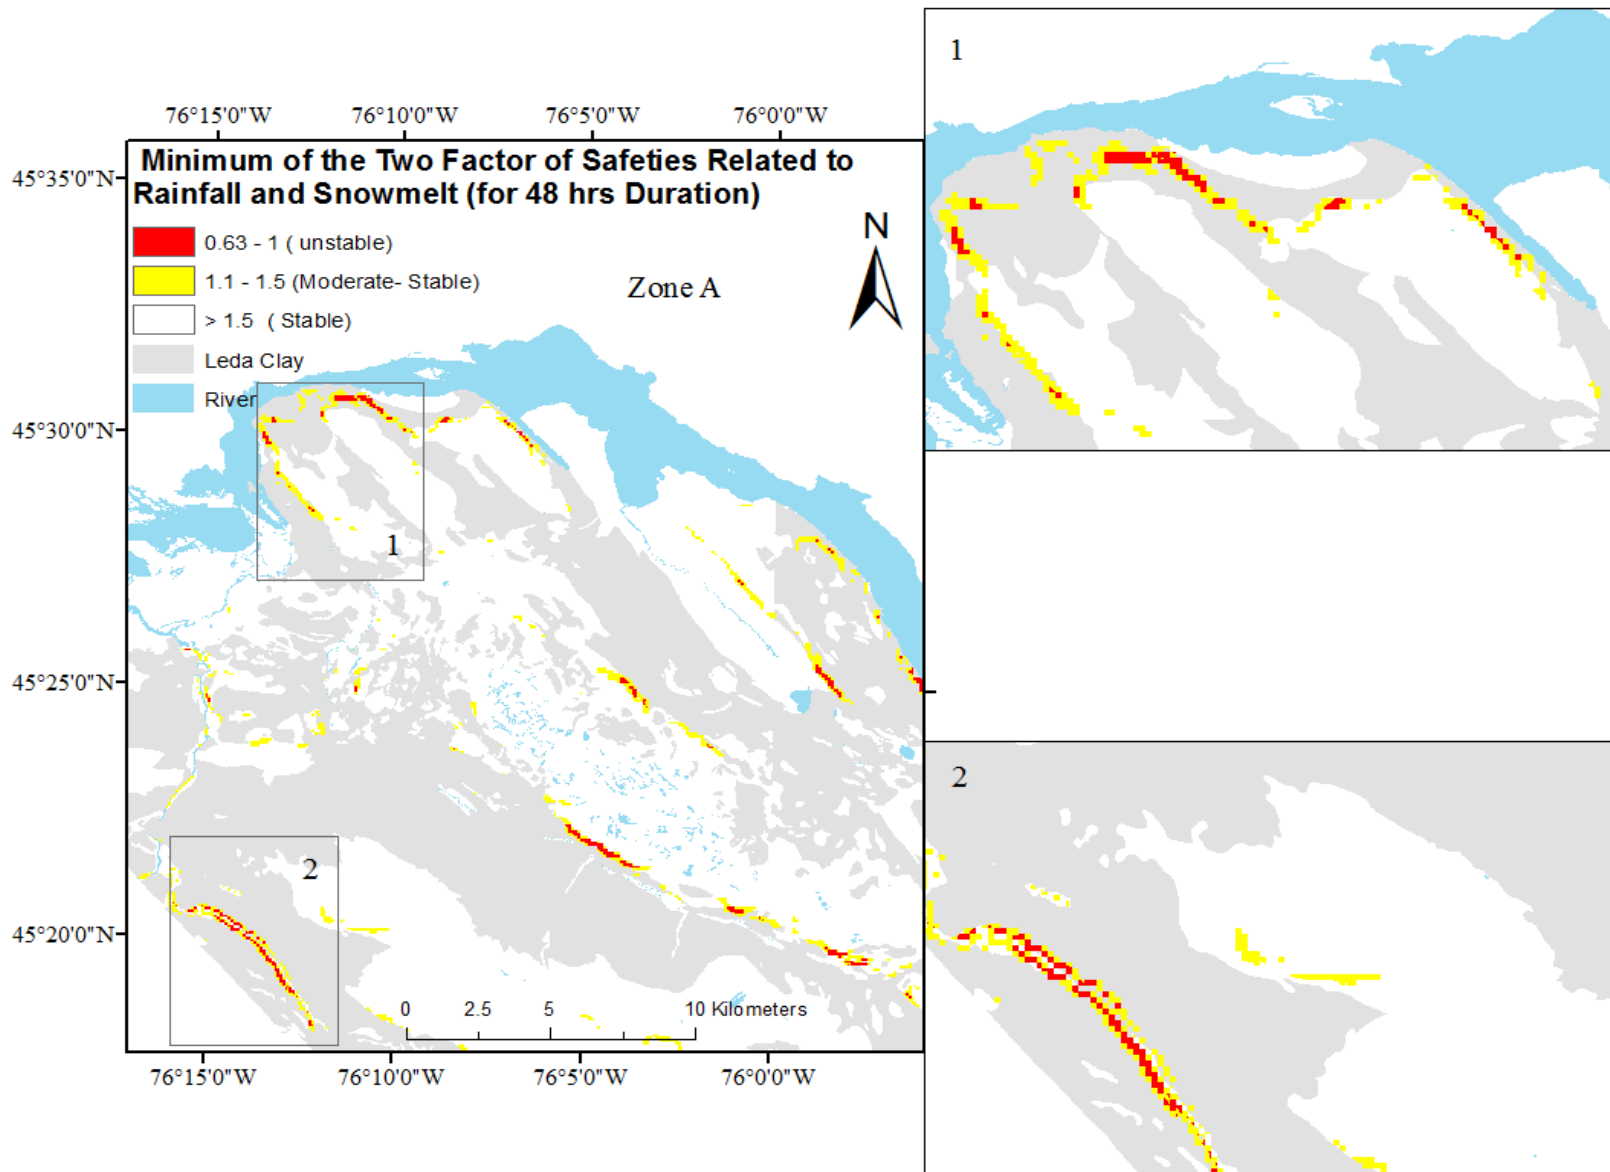 76°15'0"W 76°10'0"W 76°5'0"W 76°0'0"W
Minimum of the Two Factor of Safeties Related to
Rainfall and Snowmelt (for 48 hrs Duration)
0.63 - 1 ( unstable)
1.1 - 1.5 (Moderate- Stable)
> 1.5 ( Stable)
Leda Clay
River
Zone A
N
45°35'0"N
45°30'0"N
45°25'0"N
45°20'0"N
1
2
0 2.5 5 10 Kilometers
76°15'0"W 76°10'0"W 76°5'0"W 76°0'0"W
1
2